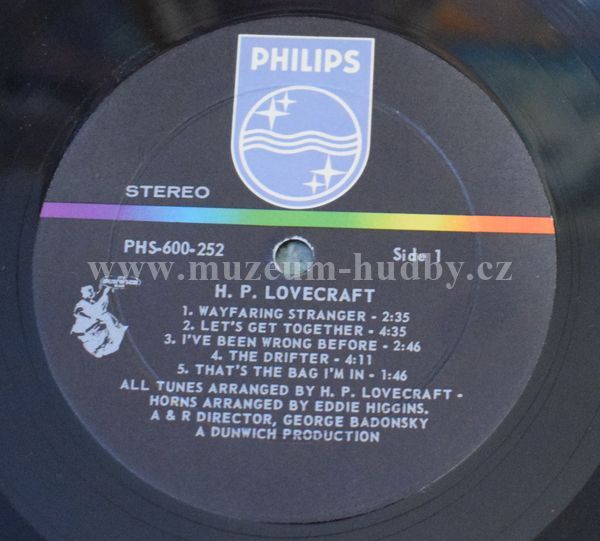 PHILIPS
STEREO
PHS-600-252 Side 1
www.muzeum-hudby.cz
H. P. LOVECRAFT
1. WAYFARING STRANGER - 2:35
2. LET'S GET TOGETHER - 4:35
3. I'VE BEEN WRONG BEFORE - 2:46
4. THE DRIFTER - 4:11
5. THAT'S THE BAG I'M IN - 1:46
ALL TUNES ARRANGED BY H. P. LOVECRAFT -
HORNS ARRANGED BY EDDIE HIGGINS.
A & R DIRECTOR, GEORGE BADONSKY
A DUNWICH PRODUCTION